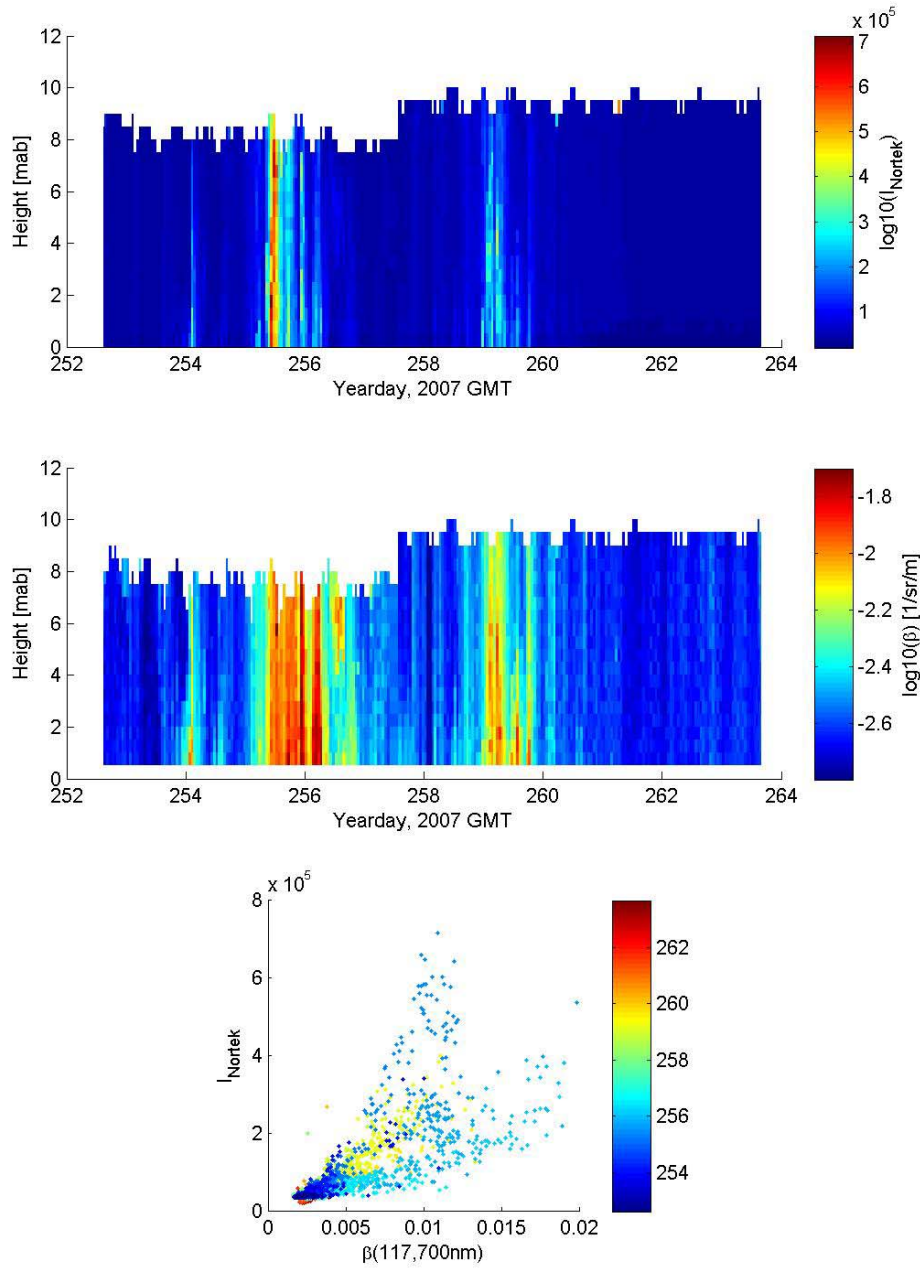 x 10⁵
12
10
8
6
4
2
0
Height [mab]
252 254 256 258 260 262 264
Yearday, 2007 GMT
7
6
5
4
3
2
1
log10(I_Nortek)
12
10
8
6
4
2
0
Height [mab]
252 254 256 258 260 262 264
Yearday, 2007 GMT
-1.8
-2
-2.2
-2.4
-2.6
log10(β) [1/sr/m]
x 10⁵
8
6
4
2
0
I_Nortek
0 0.005 0.01 0.015 0.02
β(117,700nm)
262
260
258
256
254